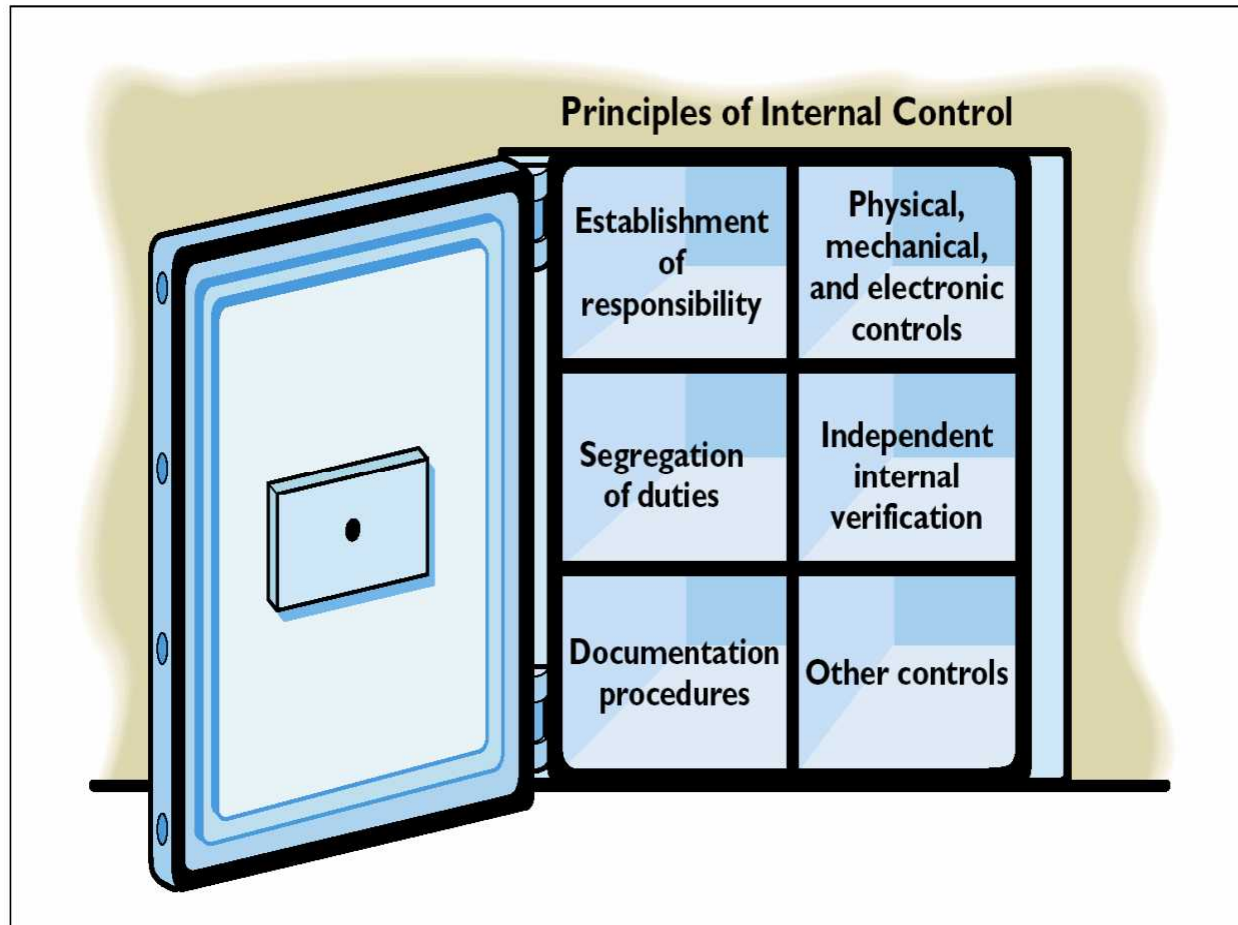 Principles of Internal Control
Establishment
of
responsibility
Physical,
mechanical,
and electronic
controls
Segregation
of duties
Independent
internal
verification
Documentation
procedures
Other controls